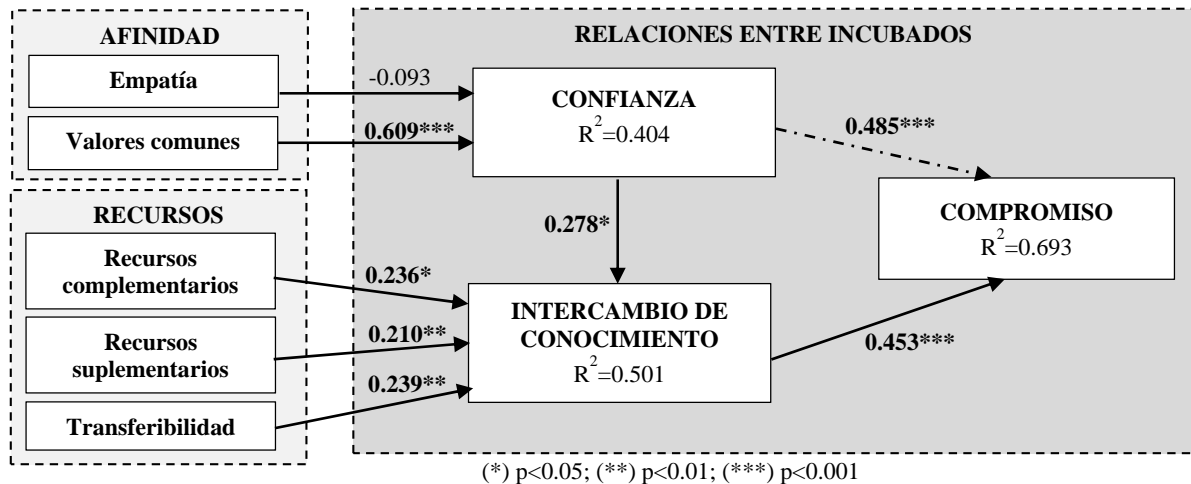 AFINIDAD
Empatía
Valores comunes
RECURSOS
Recursos
complementarios
Recursos
suplementarios
Transferibilidad
RELACIONES ENTRE INCUBADOS
-0.093
0.609***
CONFIANZA
R²=0.404
0.485***
0.278*
COMPROMISO
R²=0.693
0.236*
0.210**
0.239**
INTERCAMBIO DE
CONOCIMIENTO
R²=0.501
0.453***
(*) p<0.05; (**) p<0.01; (***) p<0.001